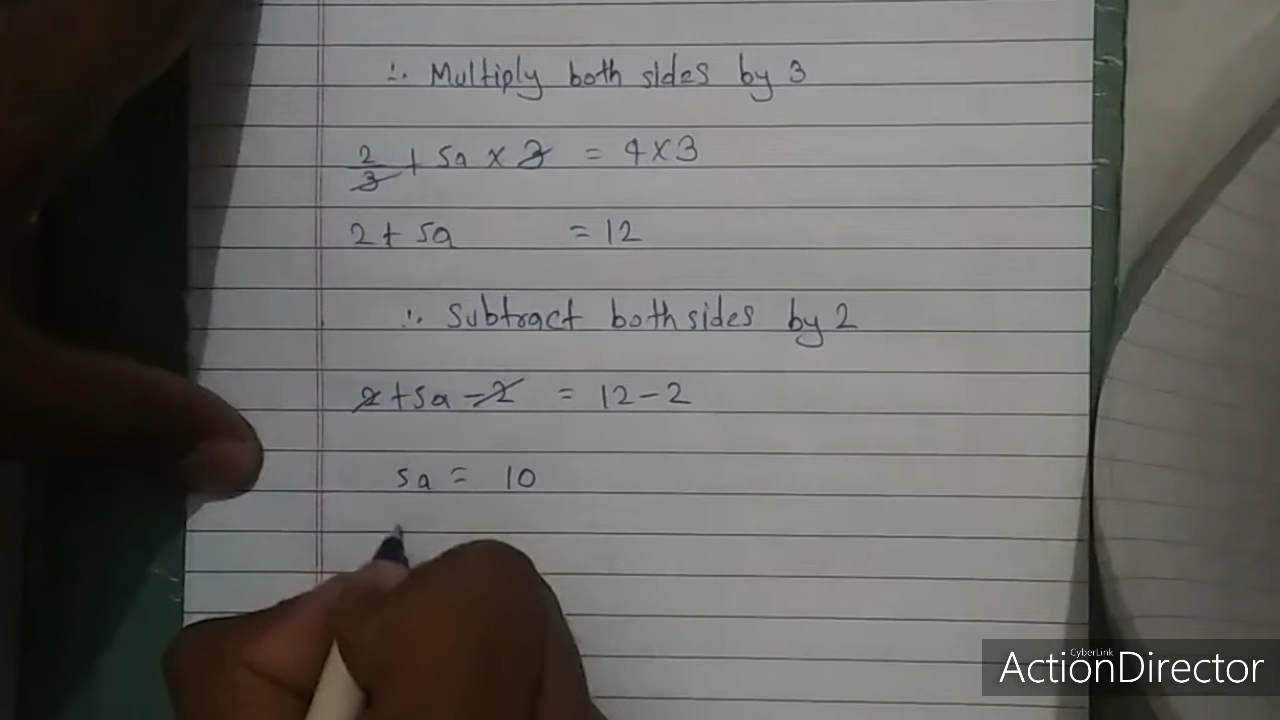 ∴ Multiply both sides by 3
2/3 + 5a × 3 = 4 × 3
2 + 5a = 12
∴ Subtract both sides by 2
2 + 5a - 2 = 12 - 2
5a = 10
CyberLink
ActionDirector